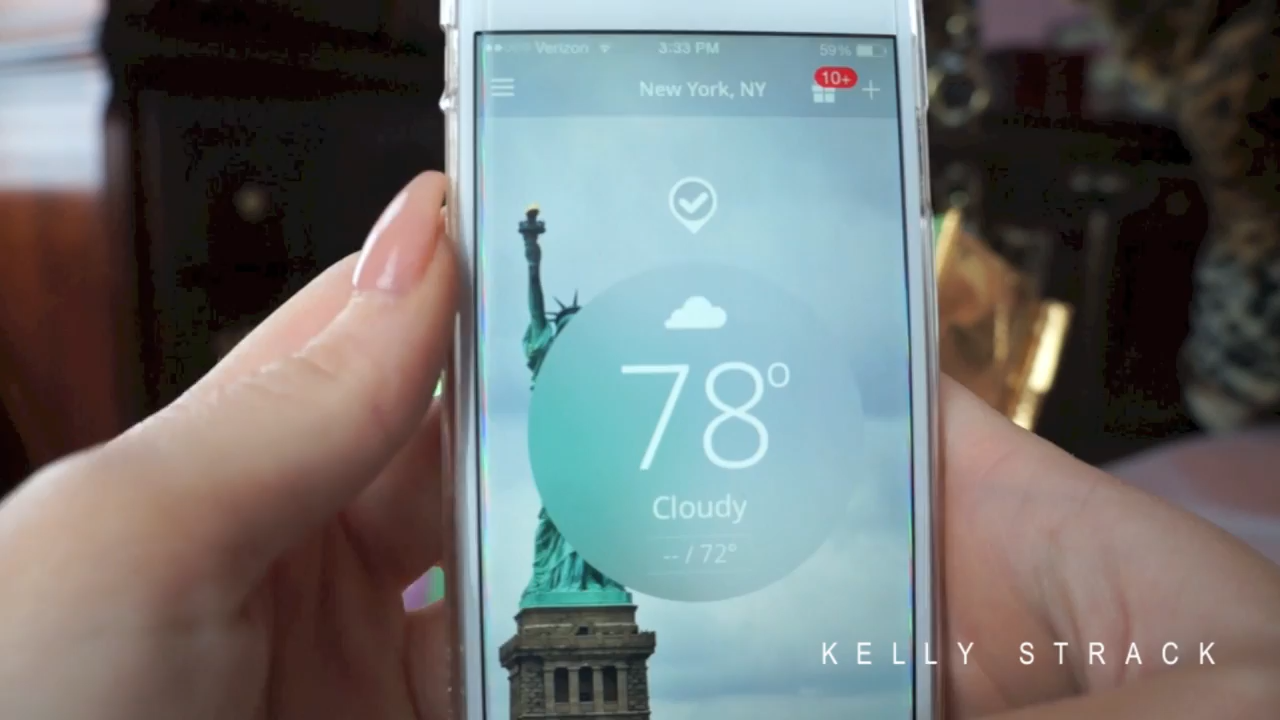 Verizon 3:33 PM 59%
New York, NY 10+
78°
Cloudy
-- / 72°
KELLY STRACK